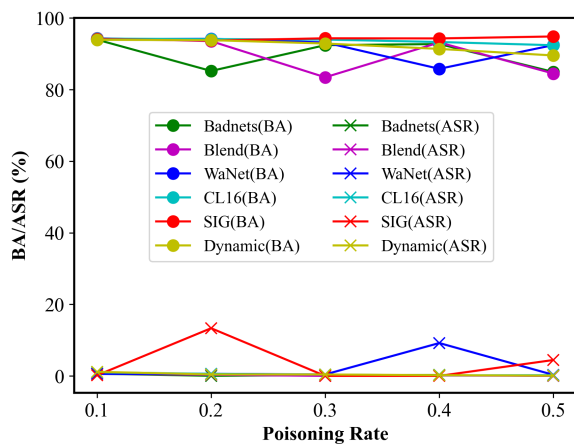 100
80
60
40
20
0
BA/ASR (%)
Badnets(BA) Badnets(ASR)
Blend(BA) Blend(ASR)
WaNet(BA) WaNet(ASR)
CL16(BA) CL16(ASR)
SIG(BA) SIG(ASR)
Dynamic(BA) Dynamic(ASR)
0.1 0.2 0.3 0.4 0.5
Poisoning Rate